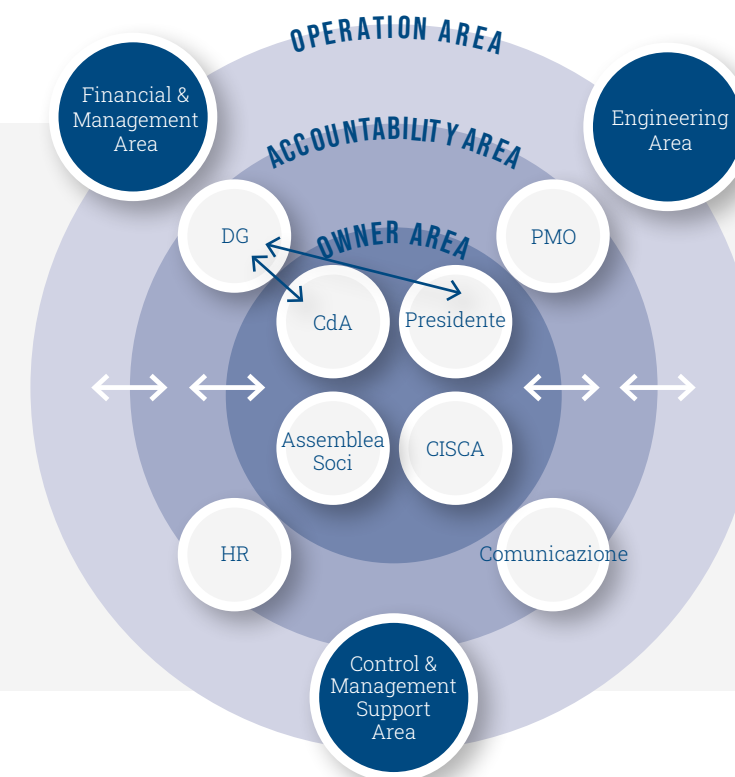 OPERATION AREA
Financial &
Management
Area
Engineering
Area
ACCOUNTABILITY AREA
DG
OWNER AREA
PMO
CdA
Presidente
Assemblea
Soci
CISCA
HR
Comunicazione
Control &
Management
Support
Area